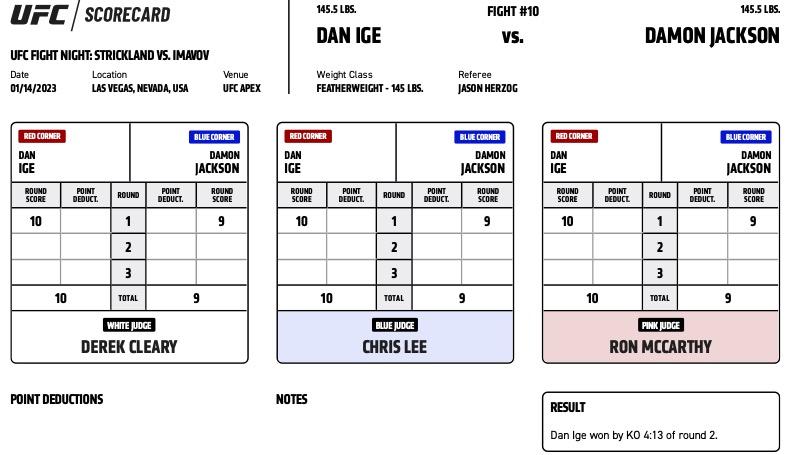 UFC / SCORECARD
UFC FIGHT NIGHT: STRICKLAND VS. IMAVOV
Date Location Venue
01/14/2023 LAS VEGAS, NEVADA, USA UFC APEX
145.5 LBS. FIGHT #10 145.5 LBS.
DAN IGE vs. DAMON JACKSON
Weight Class Referee
FEATHERWEIGHT - 145 LBS. JASON HERZOG
RED CORNER BLUE CORNER
DAN DAMON
IGE JACKSON
ROUND SCORE POINT DEDUCT. ROUND POINT DEDUCT. ROUND SCORE
10 1 9
2
3
10 TOTAL 9
WHITE JUDGE
DEREK CLEARY
RED CORNER BLUE CORNER
DAN DAMON
IGE JACKSON
ROUND SCORE POINT DEDUCT. ROUND POINT DEDUCT. ROUND SCORE
10 1 9
2
3
10 TOTAL 9
BLUE JUDGE
CHRIS LEE
RED CORNER BLUE CORNER
DAN DAMON
IGE JACKSON
ROUND SCORE POINT DEDUCT. ROUND POINT DEDUCT. ROUND SCORE
10 1 9
2
3
10 TOTAL 9
PINK JUDGE
RON MCCARTHY
POINT DEDUCTIONS
NOTES
RESULT
Dan Ige won by KO 4:13 of round 2.